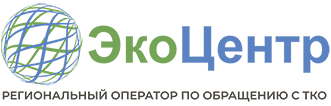 ЭкоЦентр
РЕГИОНАЛЬНЫЙ ОПЕРАТОР ПО ОБРАЩЕНИЮ С ТКО